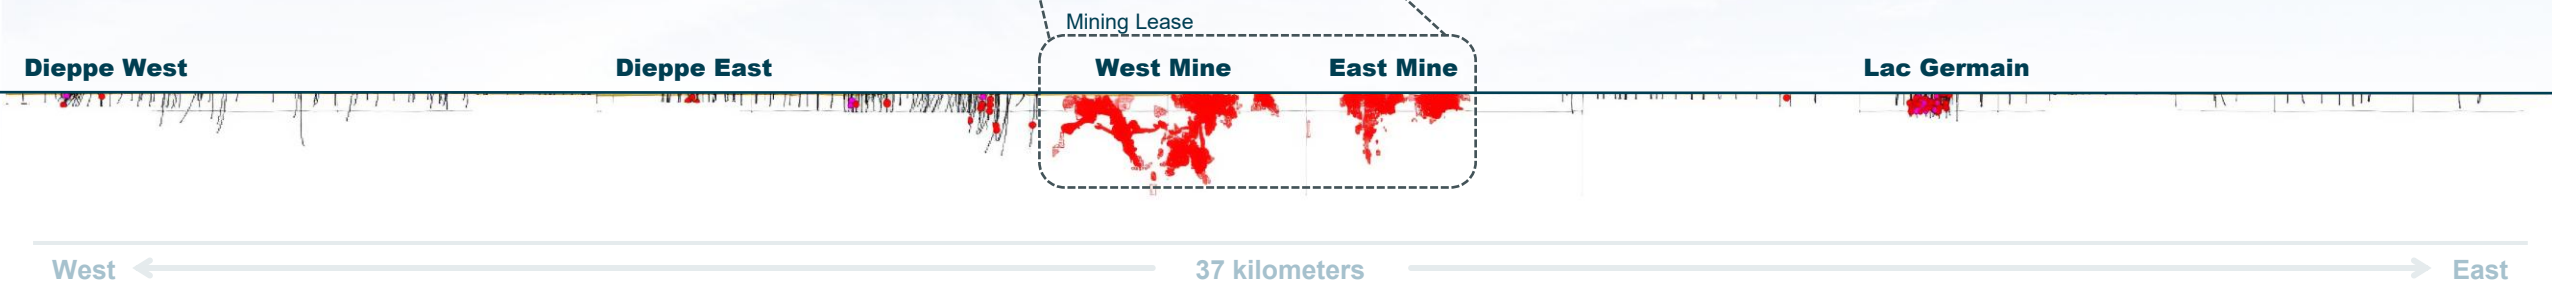 Mining Lease
Dieppe West
Dieppe East
West Mine
East Mine
Lac Germain
West
37 kilometers
East